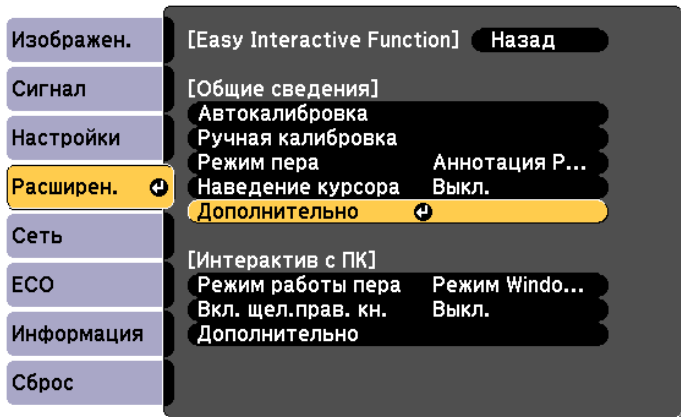 Изображен.
Сигнал
Настройки
Расширен.
Сеть
ECO
Информация
Сброс
[Easy Interactive Function] Назад
[Общие сведения]
Автокалибровка
Ручная калибровка
Режим пера Аннотация Р...
Наведение курсора Выкл.
Дополнительно
[Интерактив с ПК]
Режим работы пера Режим Windo...
Вкл. щел.прав. кн. Выкл.
Дополнительно